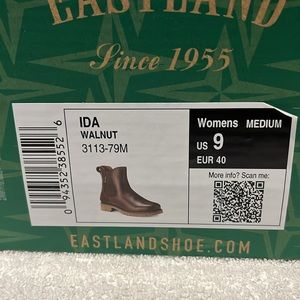 EASTLAND
Since 1955
IDA
WALNUT
3113-79M
0 94352 38552 6
Womens MEDIUM
US 9
EUR 40
More info? Scan me:
EASTLANDSHOE.COM